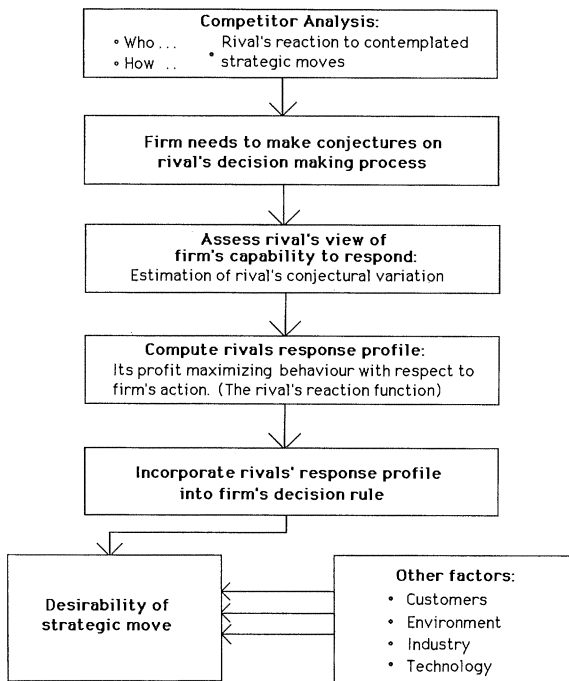 Competitor Analysis:
• Who ... • Rival's reaction to contemplated
• How .. strategic moves
Firm needs to make conjectures on
rival's decision making process
Assess rival's view of
firm's capability to respond:
Estimation of rival's conjectural variation
Compute rivals response profile:
Its profit maximizing behaviour with respect to
firm's action. (The rival's reaction function)
Incorporate rivals' response profile
into firm's decision rule
Desirability of
strategic move
Other factors:
• Customers
• Environment
• Industry
• Technology